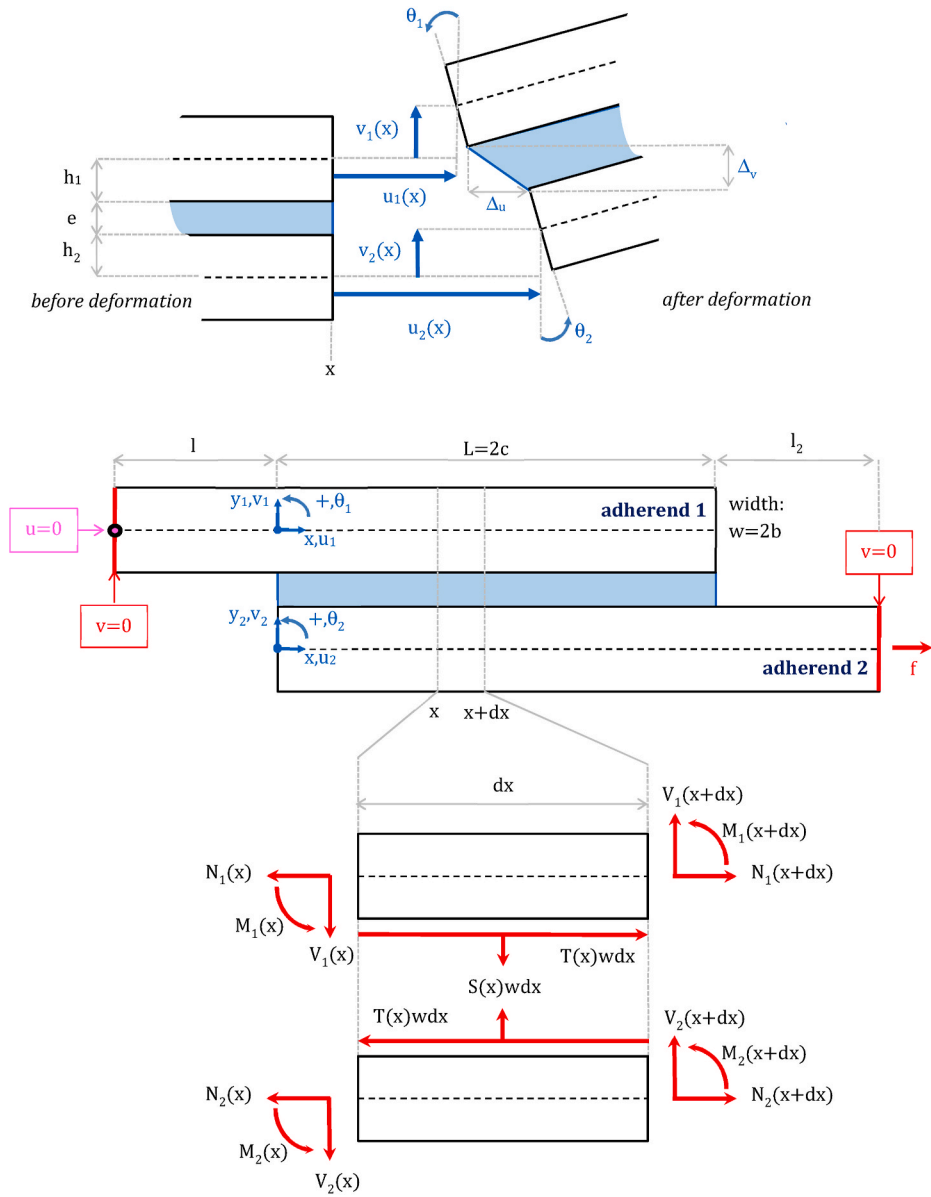 θ1
v1(x)
h1
u1(x)
Δv
e
Δu
h2
v2(x)
before deformation
after deformation
u2(x)
θ2
x
l
L=2c
l2
y1,v1
+,θ1
adherend 1
width:
w=2b
u=0
x,u1
v=0
v=0
y2,v2
+,θ2
x,u2
adherend 2
f
x
x+dx
dx
V1(x+dx)
M1(x+dx)
N1(x)
N1(x+dx)
M1(x)
V1(x)
T(x)wdx
S(x)wdx
T(x)wdx
V2(x+dx)
M2(x+dx)
N2(x)
N2(x+dx)
M2(x)
V2(x)